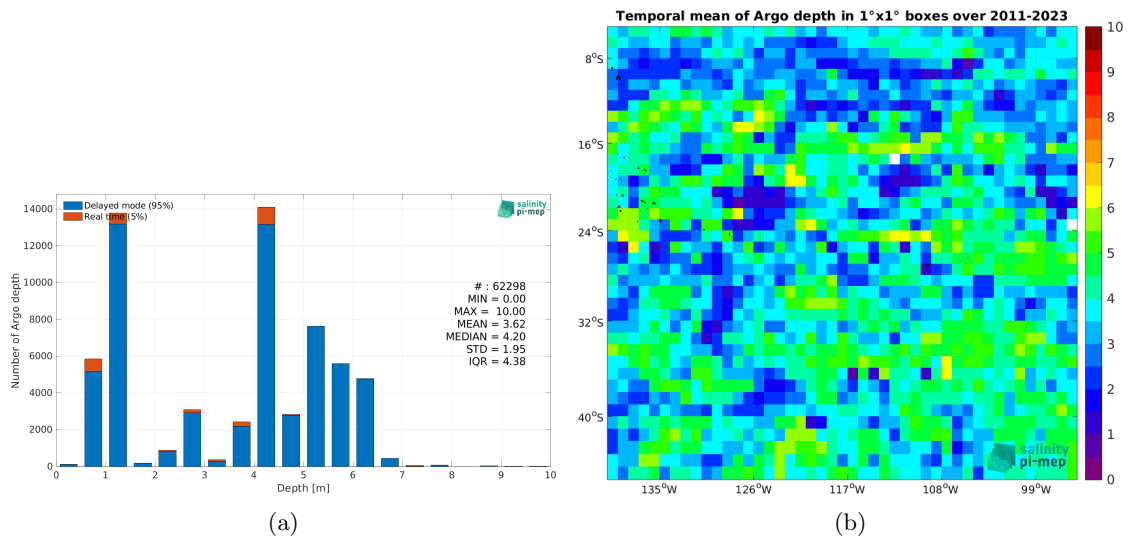 14000
12000
10000
8000
6000
4000
2000
0
Number of Argo depth
Delayed mode (95%)
Real time (5%)
salinity
pi-mep
# : 62298
MIN = 0.00
MAX = 10.00
MEAN = 3.62
MEDIAN = 4.20
STD = 1.95
IQR = 4.38
0 1 2 3 4 5 6 7 8 9 10
Depth [m]
(a)
Temporal mean of Argo depth in 1°x1° boxes over 2011-2023
8°S
16°S
24°S
32°S
40°S
135°W 126°W 117°W 108°W 99°W
salinity
pi-mep
10
9
8
7
6
5
4
3
2
1
0
(b)